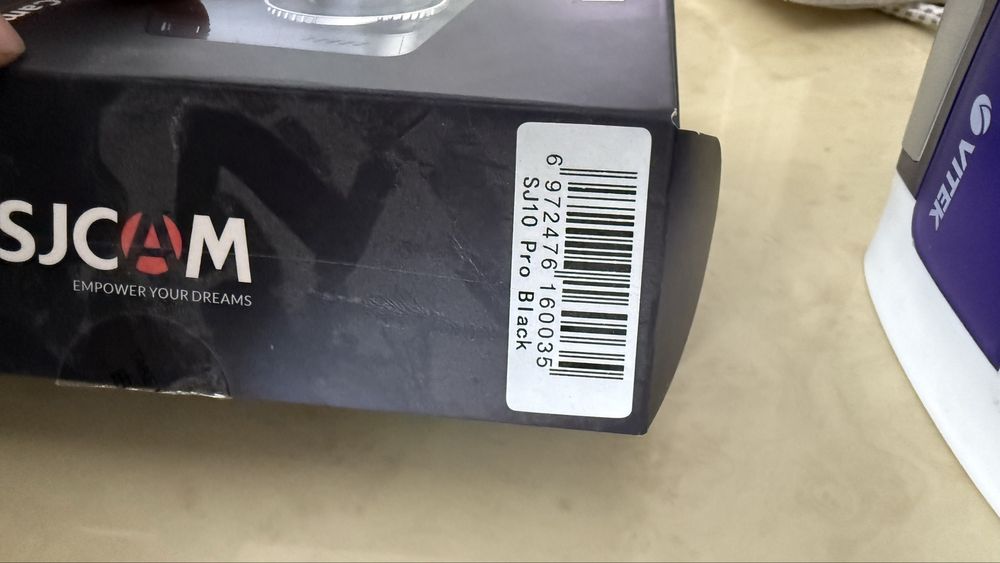 SJCAM
EMPOWER YOUR DREAMS
6 972476 160035
SJ10 Pro Black
VITEK